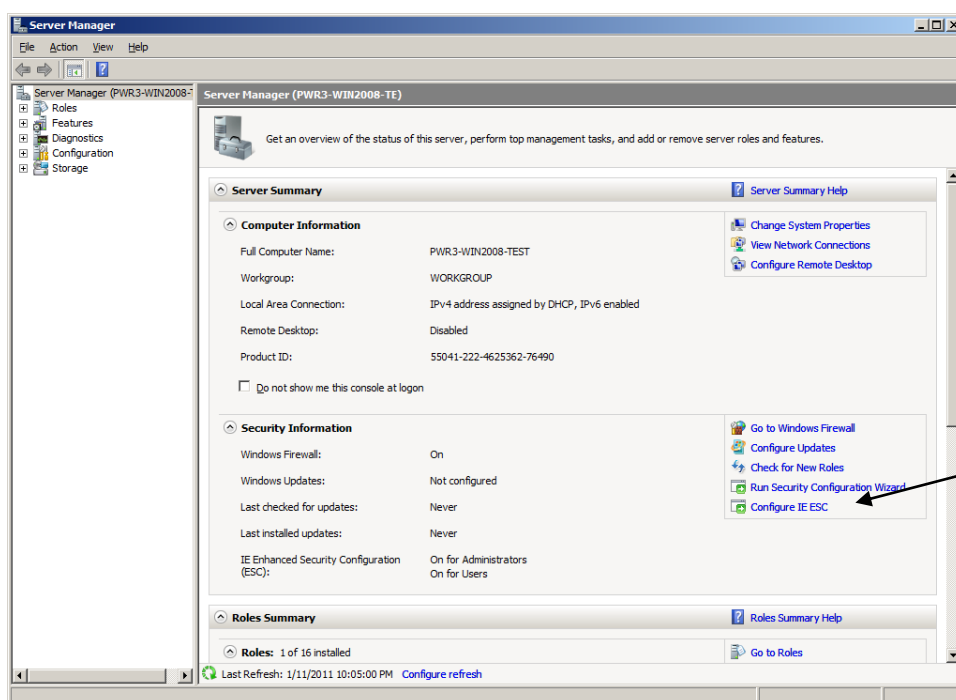 Server Manager
File Action View Help
Server Manager (PWR3-WIN2008-T
Roles
Features
Diagnostics
Configuration
Storage
Server Manager (PWR3-WIN2008-TE)
Get an overview of the status of this server, perform top management tasks, and add or remove server roles and features.
Server Summary
Server Summary Help
Computer Information
Full Computer Name: PWR3-WIN2008-TEST
Workgroup: WORKGROUP
Local Area Connection: IPv4 address assigned by DHCP, IPv6 enabled
Remote Desktop: Disabled
Product ID: 55041-222-4625362-76490
Do not show me this console at logon
Change System Properties
View Network Connections
Configure Remote Desktop
Security Information
Windows Firewall: On
Windows Updates: Not configured
Last checked for updates: Never
Last installed updates: Never
IE Enhanced Security Configuration On for Administrators
(ESC): On for Users
Go to Windows Firewall
Configure Updates
Check for New Roles
Run Security Configuration Wizard
Configure IE ESC
Roles Summary
Roles Summary Help
Roles: 1 of 16 installed
Go to Roles
Last Refresh: 1/11/2011 10:05:00 PM Configure refresh